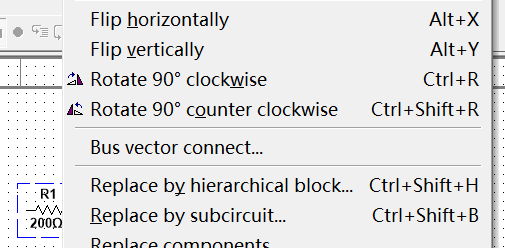 Flip horizontally Alt+X
Flip vertically Alt+Y
Rotate 90° clockwise Ctrl+R
Rotate 90° counter clockwise Ctrl+Shift+R
Bus vector connect...
Replace by hierarchical block... Ctrl+Shift+H
Replace by subcircuit... Ctrl+Shift+B
Replace components
R1
200Ω